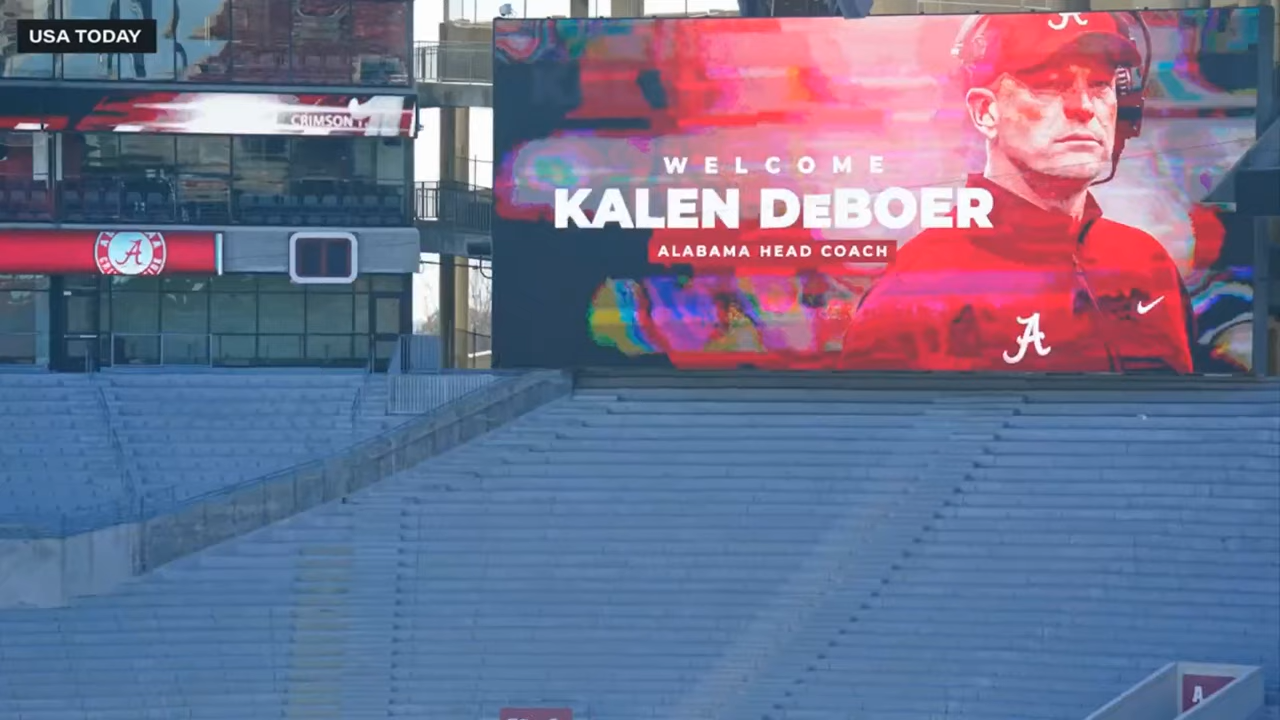 USA TODAY
CRIMSON
WELCOME
KALEN DeBOER
ALABAMA HEAD COACH
A
A
A